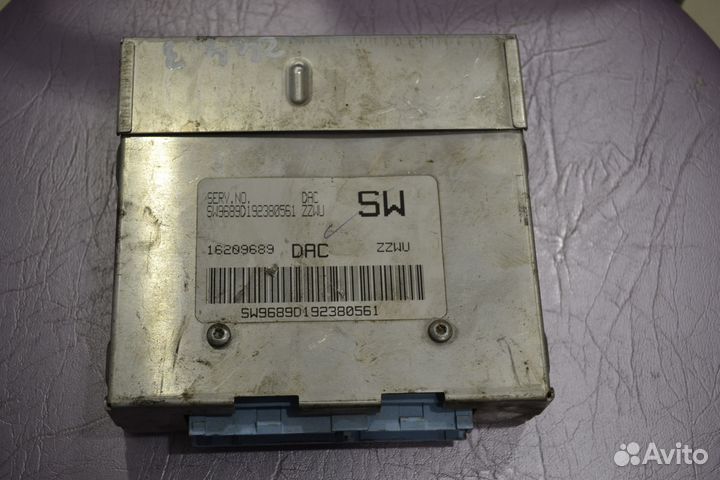 SERV.NO. DAC
SW9689D192380561 ZZWU SW
16209689 DAC ZZWU
SW9689D192380561
Avito